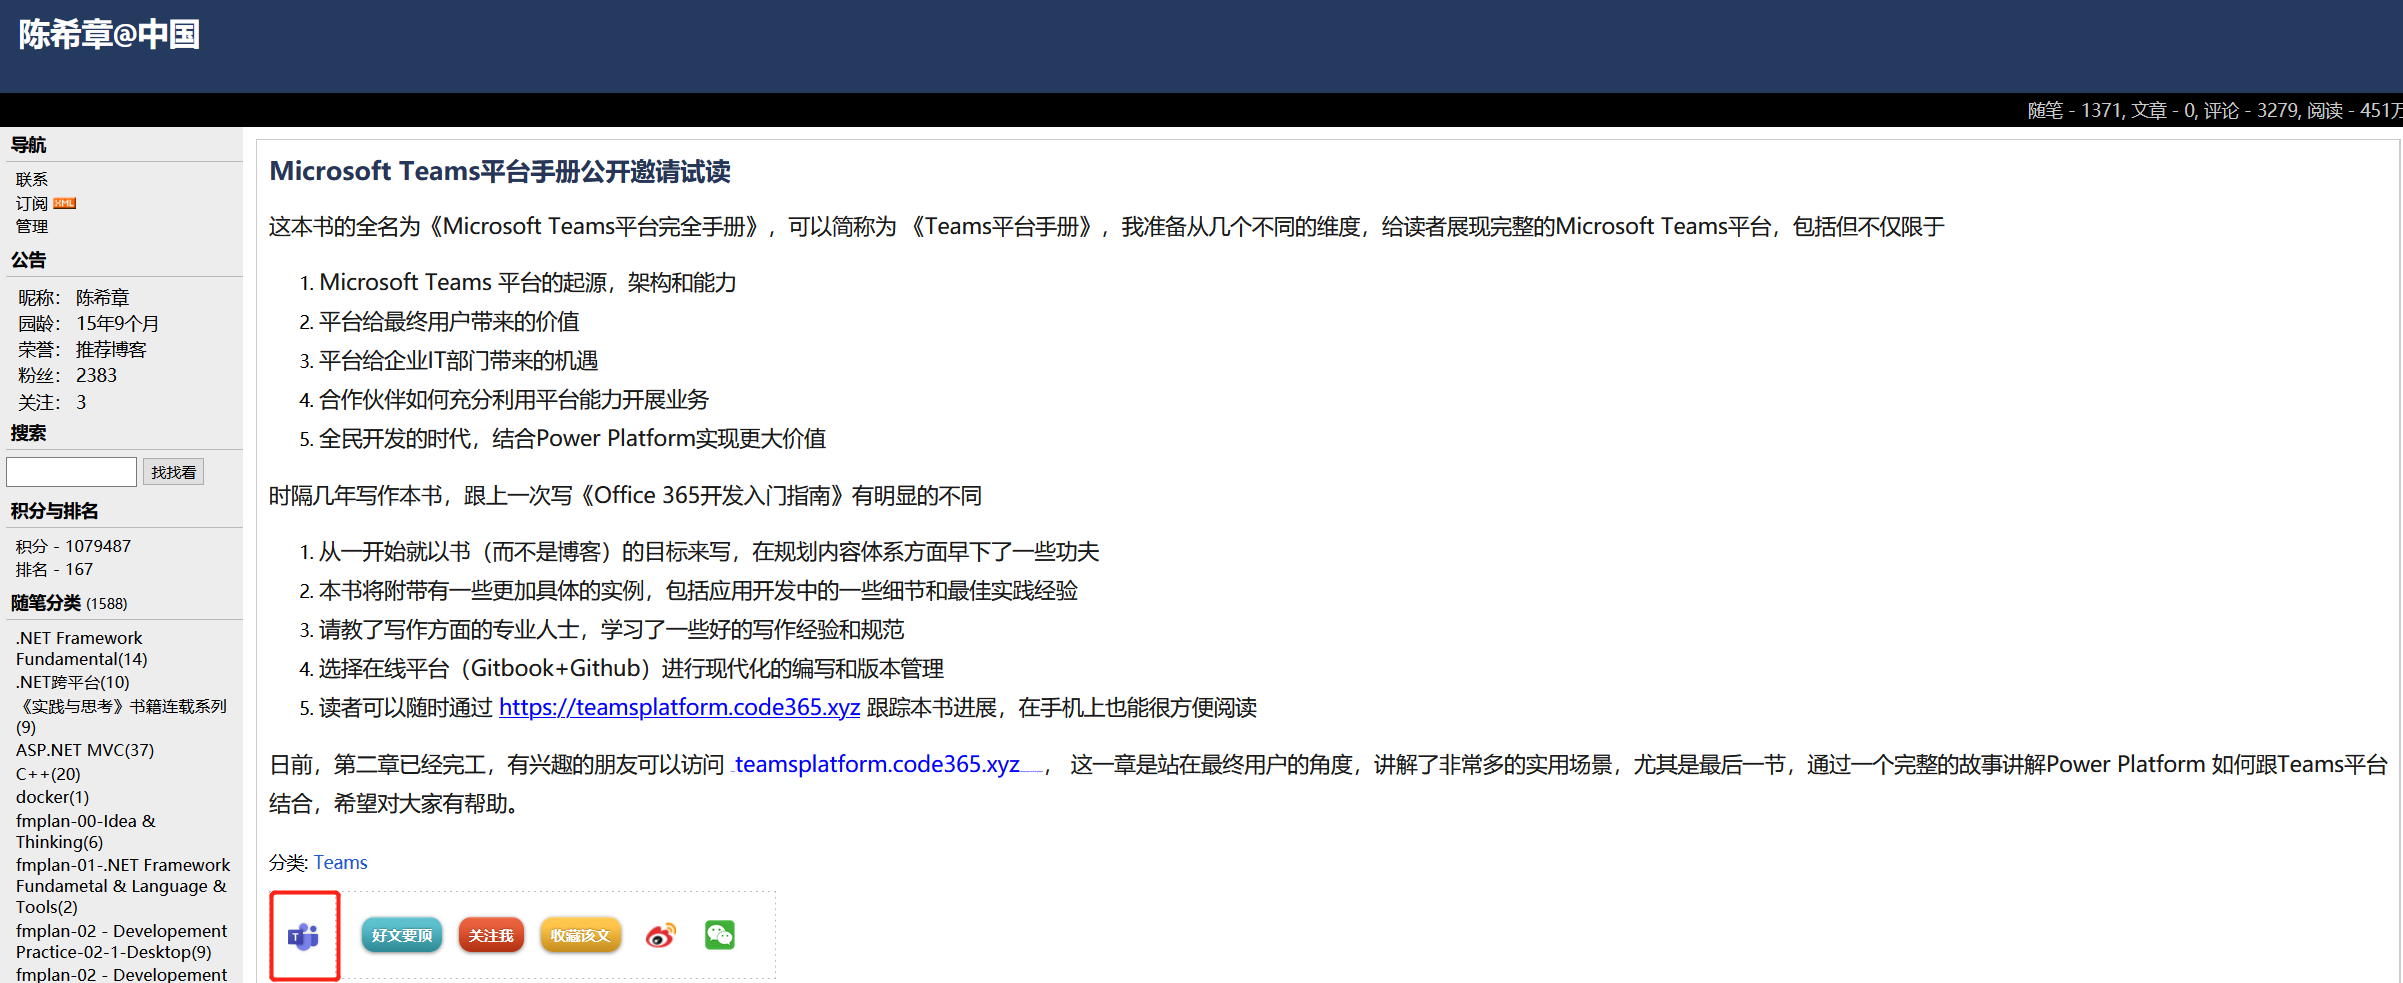 陈希章@中国
随笔 - 1371, 文章 - 0, 评论 - 3279, 阅读 - 451万
导航
联系
订阅 XML
管理
公告
昵称： 陈希章
园龄： 15年9个月
荣誉： 推荐博客
粉丝： 2383
关注： 3
搜索
找找看
积分与排名
积分 - 1079487
排名 - 167
随笔分类 (1588)
.NET Framework
Fundamental(14)
.NET跨平台(10)
《实践与思考》书籍连载系列
(9)
ASP.NET MVC(37)
C++(20)
docker(1)
fmplan-00-Idea &
Thinking(6)
fmplan-01-.NET Framework
Fundametal & Language &
Tools(2)
fmplan-02 - Developement
Practice-02-1-Desktop(9)
fmplan-02 - Developement
Microsoft Teams平台手册公开邀请试读
这本书的全名为《Microsoft Teams平台完全手册》，可以简称为 《Teams平台手册》，我准备从几个不同的维度，给读者展现完整的Microsoft Teams平台，包括但不仅限于
1. Microsoft Teams 平台的起源，架构和能力
2. 平台给最终用户带来的价值
3. 平台给企业IT部门带来的机遇
4. 合作伙伴如何充分利用平台能力开展业务
5. 全民开发的时代，结合Power Platform实现更大价值
时隔几年写作本书，跟上一次写《Office 365开发入门指南》有明显的不同
1. 从一开始就以书（而不是博客）的目标来写，在规划内容体系方面早下了一些功夫
2. 本书将附带有一些更加具体的实例，包括应用开发中的一些细节和最佳实践经验
3. 请教了写作方面的专业人士，学习了一些好的写作经验和规范
4. 选择在线平台（Gitbook+Github）进行现代化的编写和版本管理
5. 读者可以随时通过 https://teamsplatform.code365.xyz 跟踪本书进展，在手机上也能很方便阅读
日前，第二章已经完工，有兴趣的朋友可以访问 teamsplatform.code365.xyz ， 这一章是站在最终用户的角度，讲解了非常多的实用场景，尤其是最后一节，通过一个完整的故事讲解Power Platform 如何跟Teams平台
结合，希望对大家有帮助。
分类: Teams
T 好文要顶 关注我 收藏该文